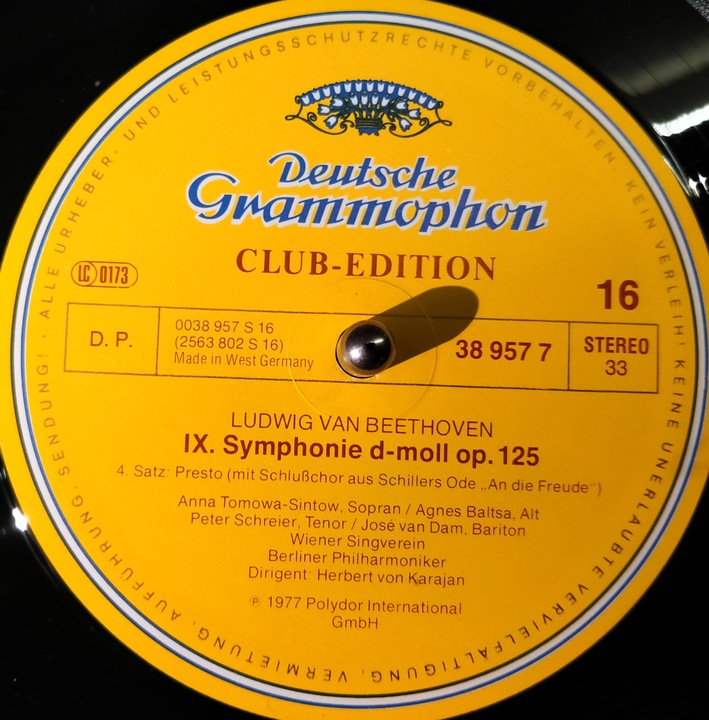 ALLE URHEBER- UND LEISTUNGSSCHUTZRECHTE VORBEHALTEN KEIN VERLEIH! KEINE UNERLAUBTE VERVIELFÄLTIGUNG, VERMIETUNG, AUFFÜHRUNG, SENDUNG! ·
Deutsche
Grammophon
CLUB-EDITION
LC 0173
16
D. P.
0038 957 S 16
(2563 802 S 16)
Made in West Germany
38 957 7
STEREO
33
LUDWIG VAN BEETHOVEN
IX. Symphonie d-moll op. 125
4. Satz: Presto (mit Schlußchor aus Schillers Ode „An die Freude")
Anna Tomowa-Sintow, Sopran / Agnes Baltsa, Alt
Peter Schreier, Tenor / José van Dam, Bariton
Wiener Singverein
Berliner Philharmoniker
Dirigent: Herbert von Karajan
℗ 1977 Polydor International
GmbH